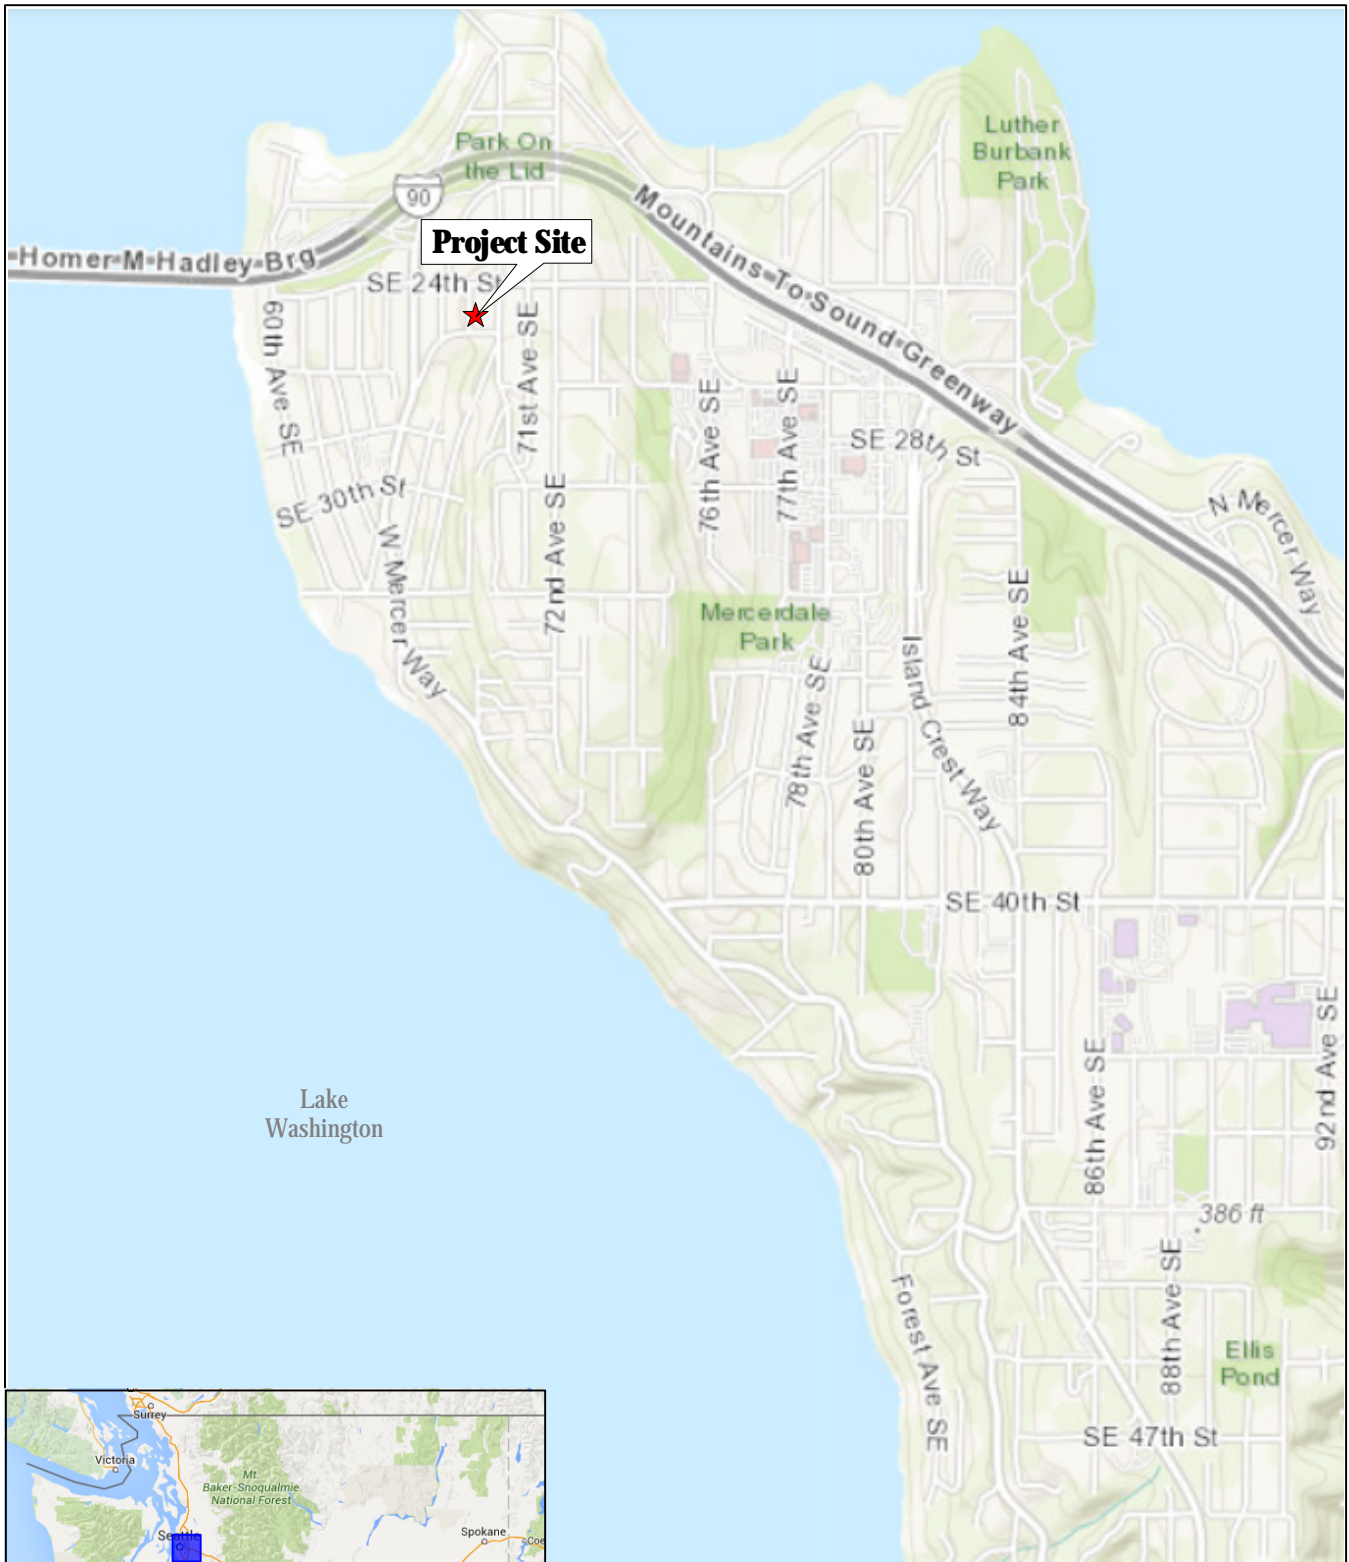 Luther
Burbank
Park
Park On
the Lid
90
Mountains-To-Sound-Greenway
Project Site
Homer-M-Hadley-Brg
SE 24th St
60th Ave SE
71st Ave SE
76th Ave SE
77th Ave SE
SE 28th St
SE 30th St
72nd Ave SE
N Mercer Way
W Mercer Way
84th Ave SE
Mercerdale
Park
Island Crest Way
78th Ave SE
80th Ave SE
SE 40th St
92nd Ave SE
86th Ave SE
Lake
Washington
386 ft
88th Ave SE
Forest Ave SE
Ellis
Pond
SE 47th St
Surrey
Victoria
Mt.
Baker-Snoqualmie
National Forest
Seattle
Spokane
Coe